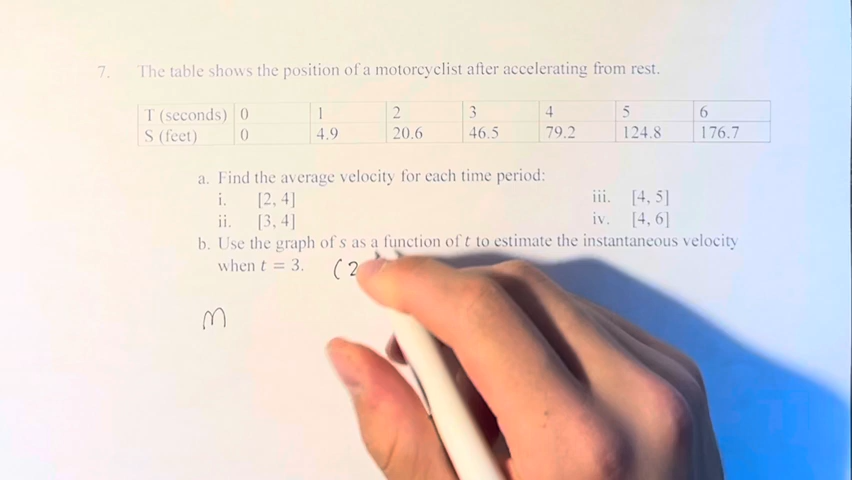 7. The table shows the position of a motorcyclist after accelerating from rest.
T (seconds) 0 1 2 3 4 5 6
S (feet) 0 4.9 20.6 46.5 79.2 124.8 176.7
a. Find the average velocity for each time period:
i. [2, 4] iii. [4, 5]
ii. [3, 4] iv. [4, 6]
b. Use the graph of s as a function of t to estimate the instantaneous velocity
when t = 3. (2
m